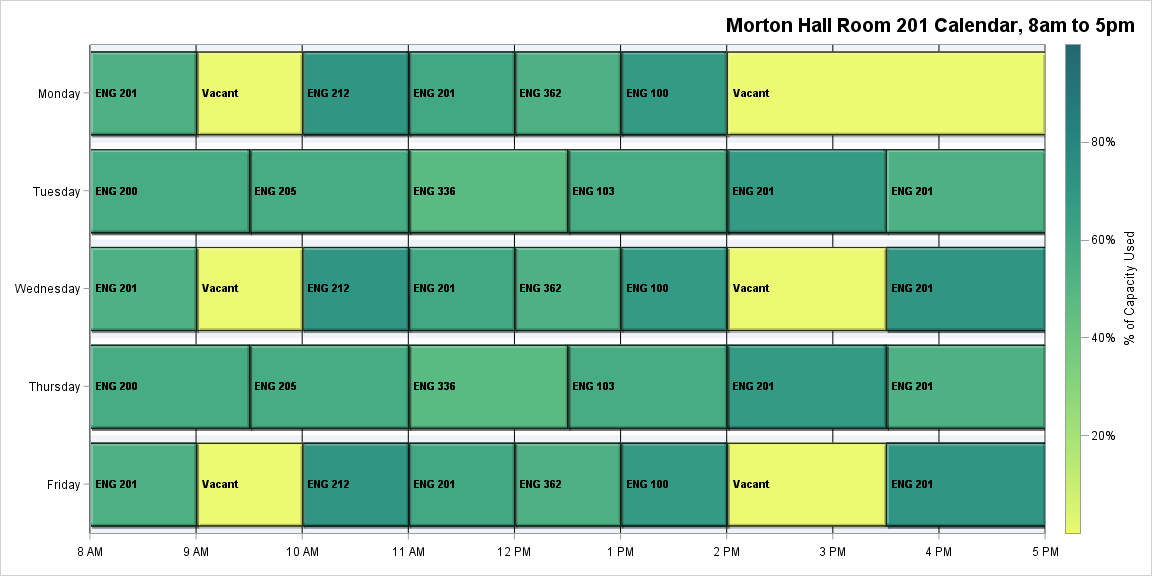 Morton Hall Room 201 Calendar, 8am to 5pm
Monday
ENG 201
Vacant
ENG 212
ENG 201
ENG 362
ENG 100
Vacant
Tuesday
ENG 200
ENG 205
ENG 336
ENG 103
ENG 201
ENG 201
Wednesday
ENG 201
Vacant
ENG 212
ENG 201
ENG 362
ENG 100
Vacant
ENG 201
Thursday
ENG 200
ENG 205
ENG 336
ENG 103
ENG 201
ENG 201
Friday
ENG 201
Vacant
ENG 212
ENG 201
ENG 362
ENG 100
Vacant
ENG 201
8 AM
9 AM
10 AM
11 AM
12 PM
1 PM
2 PM
3 PM
4 PM
5 PM
80%
60%
40%
20%
% of Capacity Used